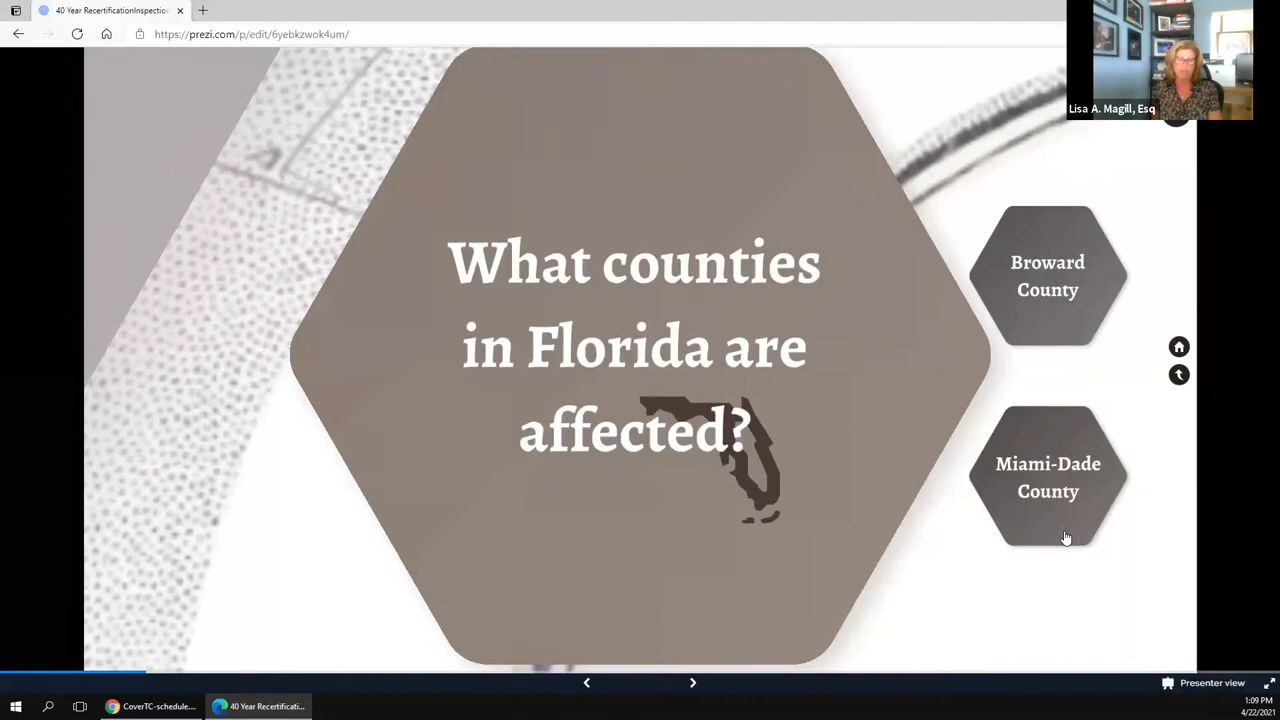 40 Year RecertificationInspection
https://prezi.com/p/edit/6yebkzwok4um/
Lisa A. Magill, Esq
What counties
in Florida are
affected?
Broward
County
Miami-Dade
County
Presenter view
CoverTC-schedule....
40 Year Recertificati...
1:09 PM
4/22/2021